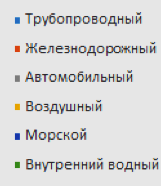 Трубопроводный
Железнодорожный
Автомобильный
Воздушный
Морской
Внутренний водный